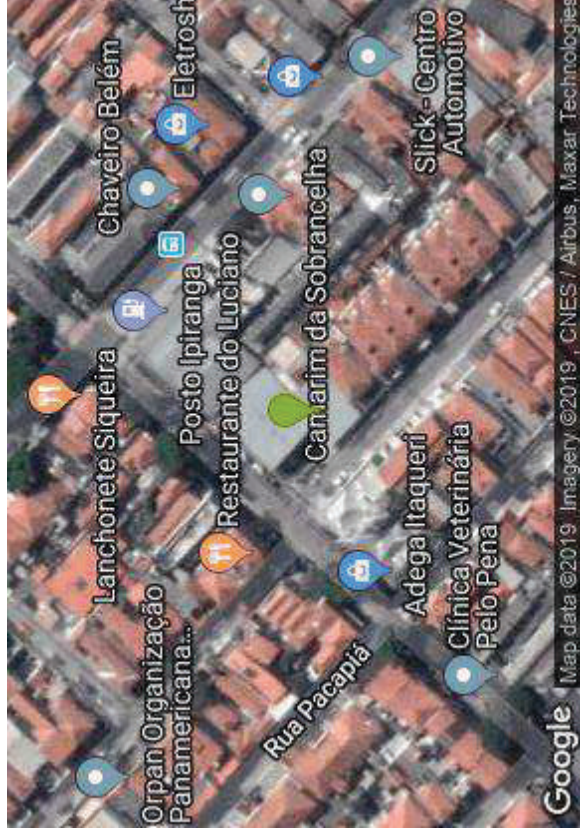 Lanchonete Siqueira
Chaveiro Belém
Orpan Organização
Panamericana...
Eletrosh
Posto Ipiranga
Restaurante do Luciano
Rua Pacapiá
Camarim da Sobrancelha
Adega Itaqueri
Slick - Centro
Automotivo
Clínica Veterinária
Pelo Pena
Google
Map data ©2019 Imagery ©2019 , CNES / Airbus, Maxar Technologies